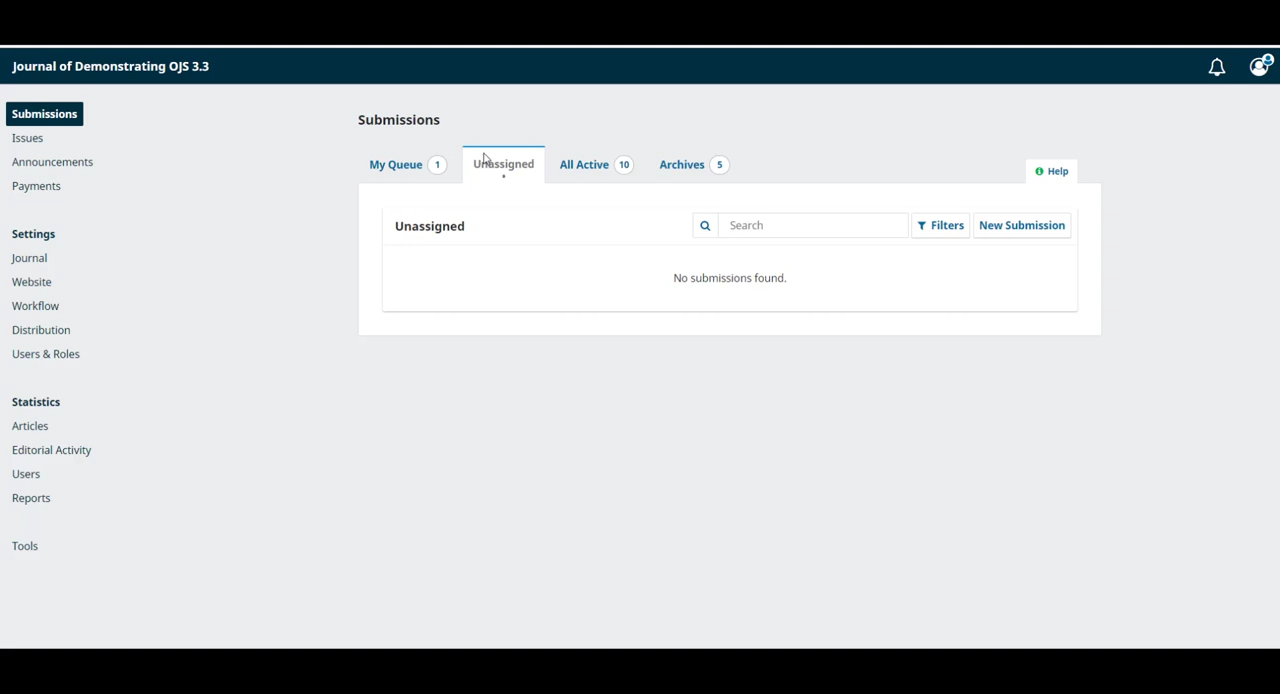 Journal of Demonstrating OJS 3.3
Submissions
Issues
Announcements
Payments
Settings
Journal
Website
Workflow
Distribution
Users & Roles
Statistics
Articles
Editorial Activity
Users
Reports
Tools
Submissions
My Queue 1 Unassigned All Active 10 Archives 5
Help
Unassigned Search Filters New Submission
No submissions found.